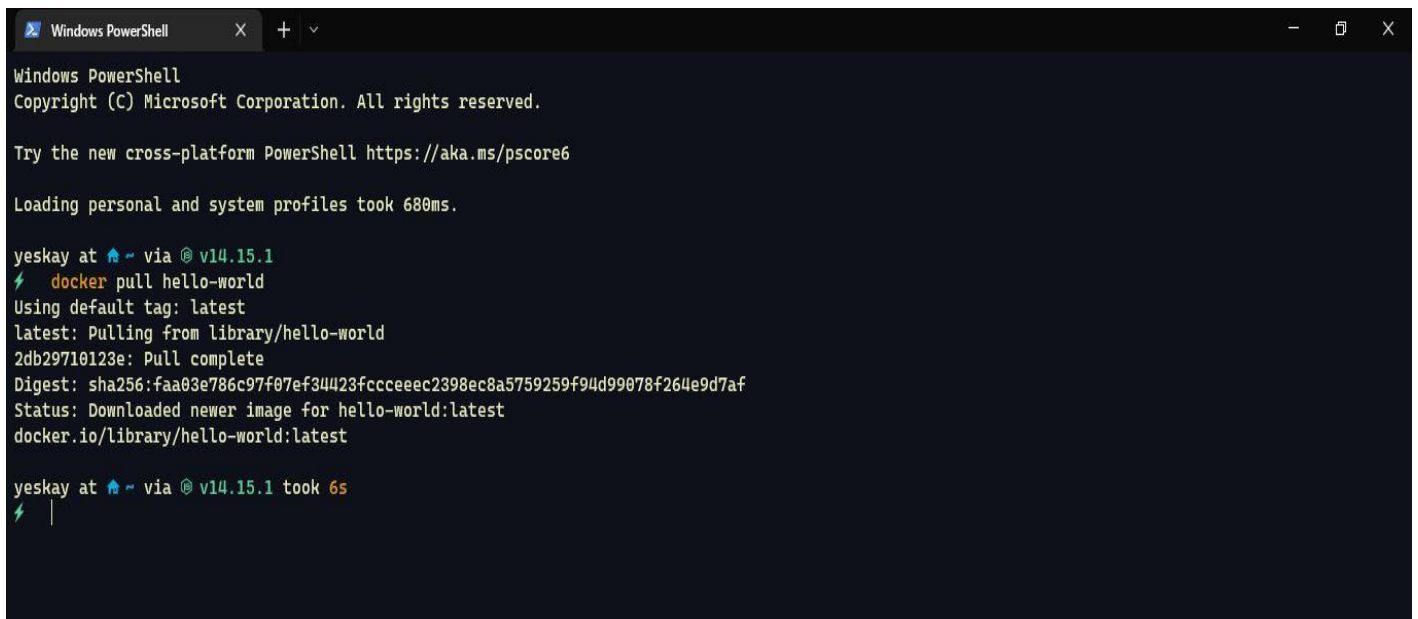 Windows PowerShell
Windows PowerShell
Copyright (C) Microsoft Corporation. All rights reserved.
Try the new cross-platform PowerShell https://aka.ms/pscore6
Loading personal and system profiles took 680ms.
yeskay at ~ via v14.15.1
docker pull hello-world
Using default tag: latest
latest: Pulling from library/hello-world
2db29710123e: Pull complete
Digest: sha256:faa03e786c97f07ef34423fccceeec2398ec8a5759259f94d99078f264e9d7af
Status: Downloaded newer image for hello-world:latest
docker.io/library/hello-world:latest
yeskay at ~ via v14.15.1 took 6s